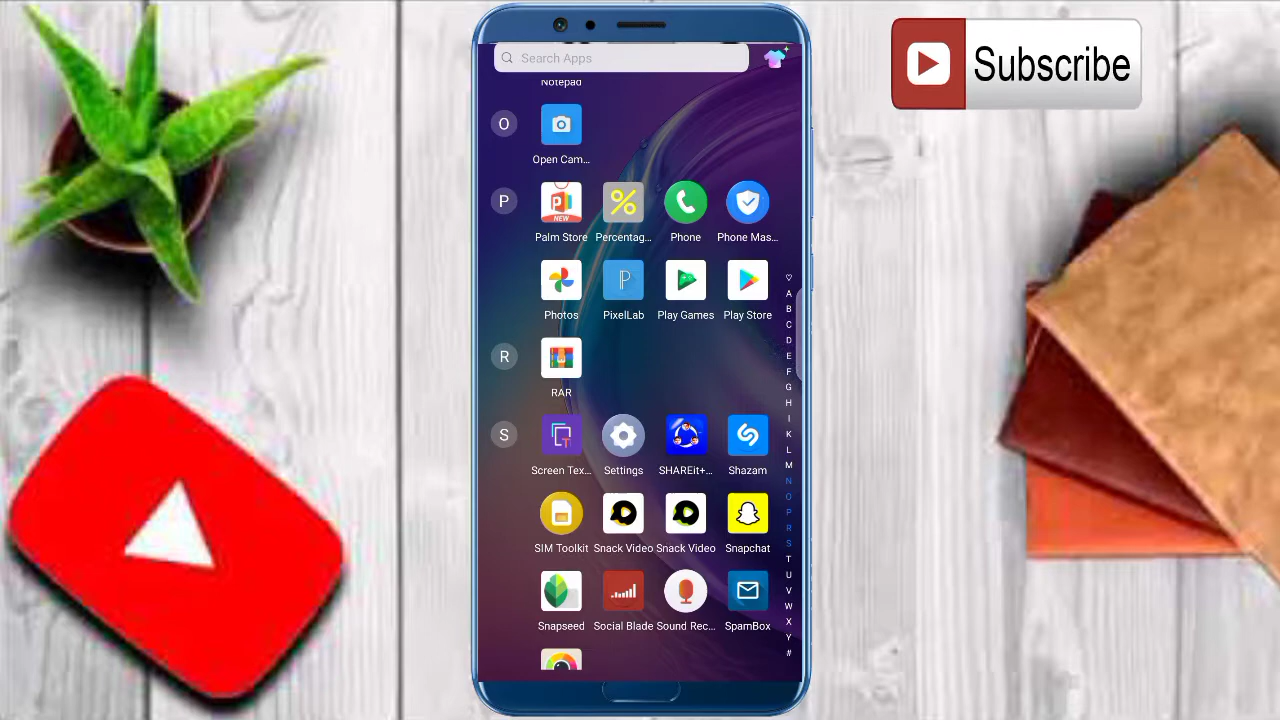 Subscribe
Search Apps
Notepad
O
Open Cam...
P
Palm Store Percentag... Phone Phone Mas...
Photos PixelLab Play Games Play Store
R
RAR
S
Screen Tex... Settings SHAREit+... Shazam
SIM Toolkit Snack Video Snack Video Snapchat
Snapseed Social Blade Sound Rec... SpamBox
NEW
A
B
C
D
E
F
G
H
I
K
L
M
N
O
P
R
S
T
U
V
W
X
Y
#